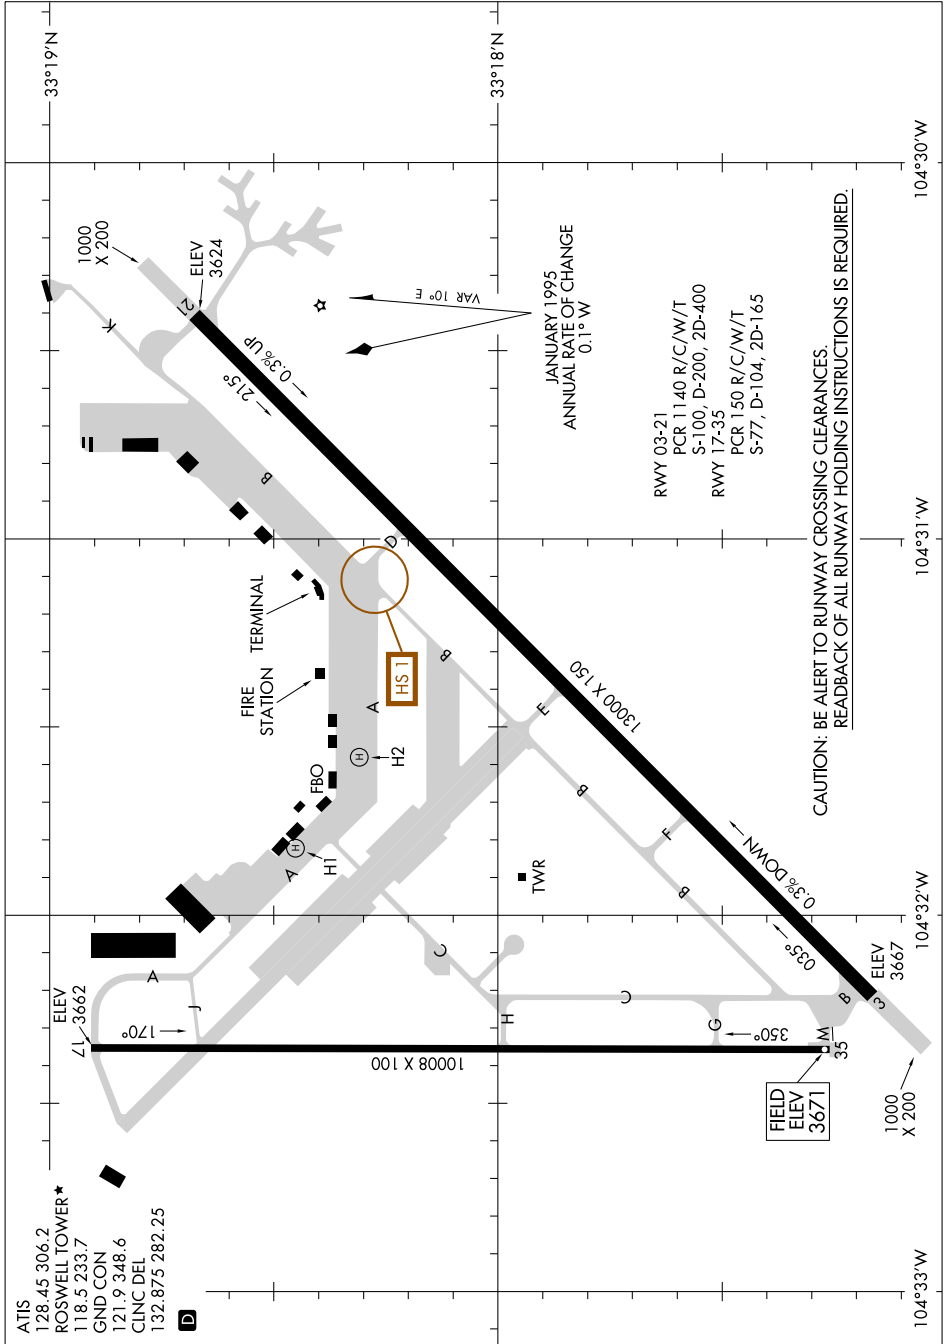 ATIS
128.45 306.2
ROSWELL TOWER★
118.5 233.7
GND CON
121.9 348.6
CLNC DEL
132.875 282.25
D
33°19'N
33°18'N
104°30'W
104°31'W
104°32'W
104°33'W
1000
X 200
ELEV
3624
K
21
0.3% UP
215°
VAR 10° E
JANUARY 1995
ANNUAL RATE OF CHANGE
0.1° W
B
D
TERMINAL
FIRE
STATION
HS 1
A
B
FBO
H
H2
H
H1
A
13000 X 150
E
B
F
B
TWR
C
A
J
ELEV
3662
17
170°
10008 X 100
H
C
G
350°
M
35
FIELD
ELEV
3671
B
3
035°
0.3% DOWN
ELEV
3667
1000
X 200
RWY 03-21
PCR 1140 R/C/W/T
S-100, D-200, 2D-400
RWY 17-35
PCR 150 R/C/W/T
S-77, D-104, 2D-165
CAUTION: BE ALERT TO RUNWAY CROSSING CLEARANCES.
READBACK OF ALL RUNWAY HOLDING INSTRUCTIONS IS REQUIRED.